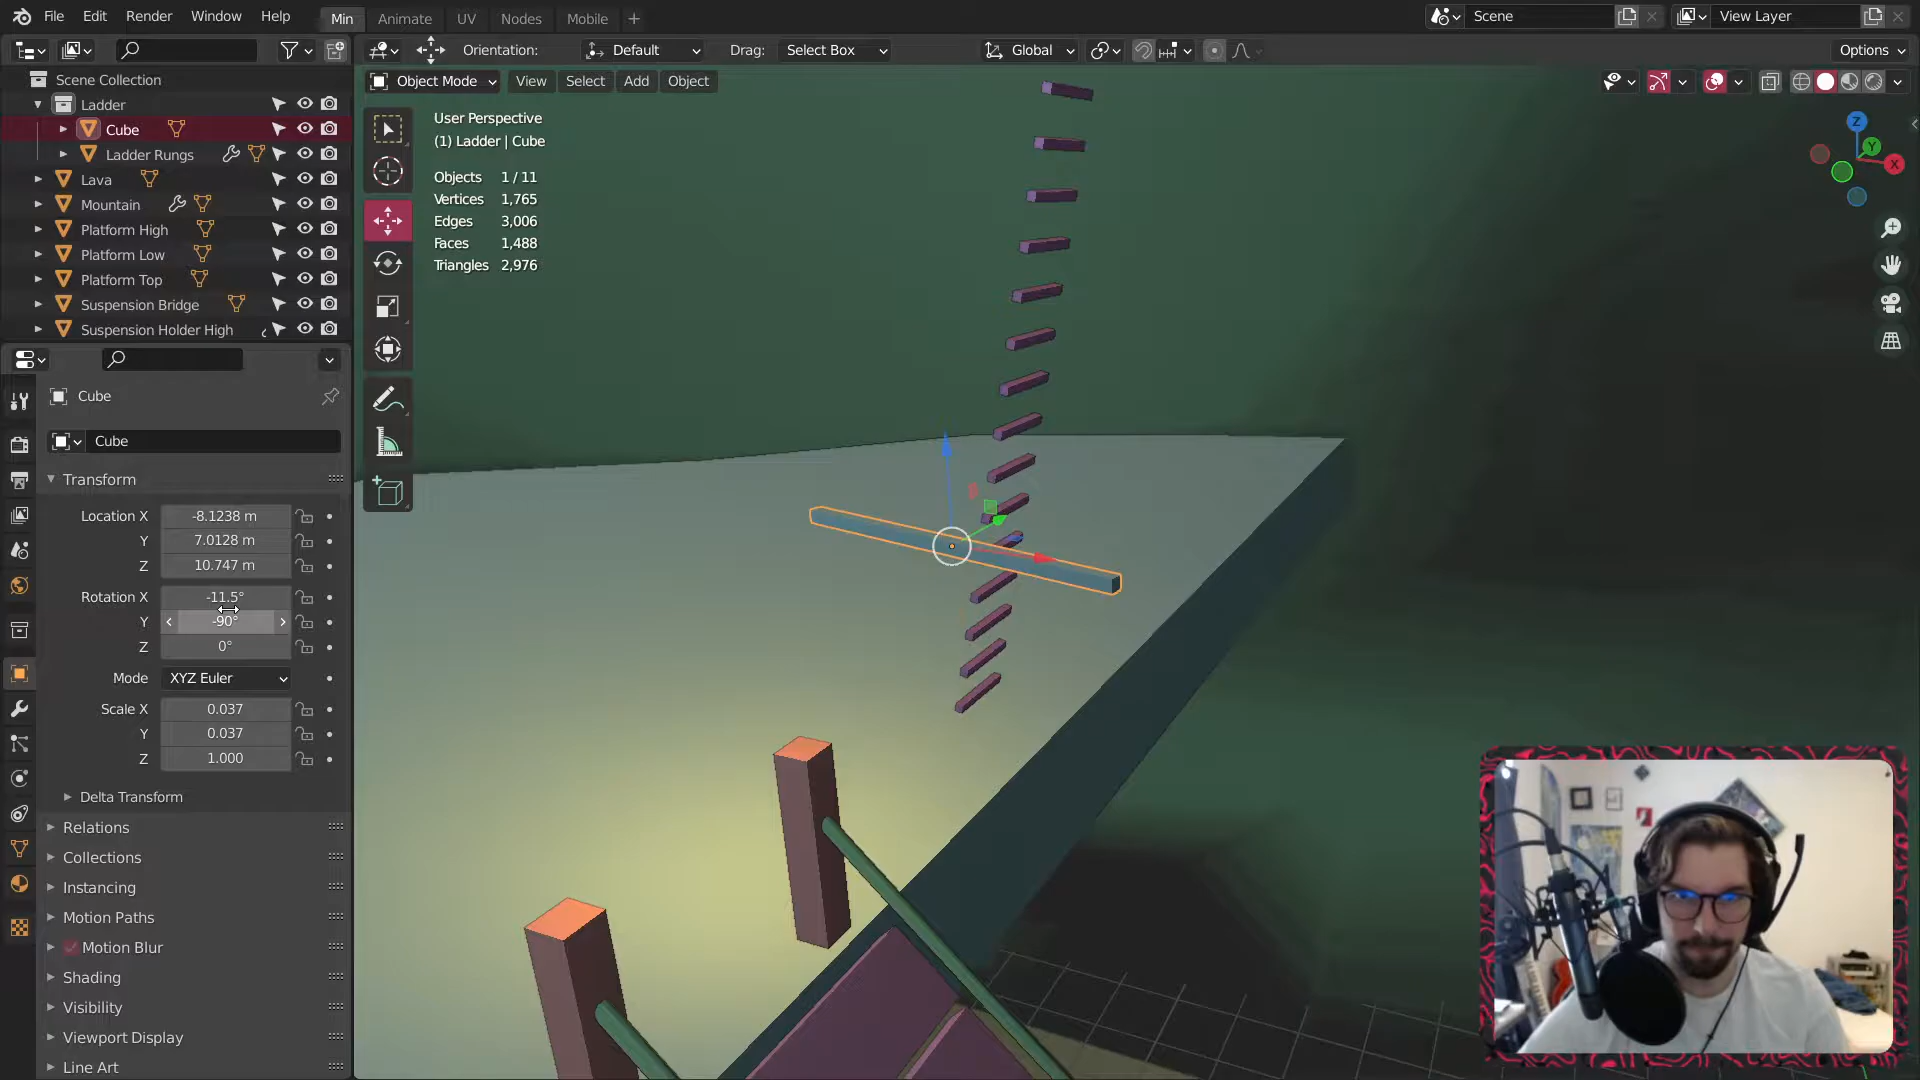 File Edit Render Window Help Min Animate UV Nodes Mobile Scene View Layer
Orientation: Default Drag: Select Box Global Options
Scene Collection
Ladder
Cube
Ladder Rungs
Lava
Mountain
Platform High
Platform Low
Platform Top
Suspension Bridge
Suspension Holder High
Object Mode View Select Add Object
User Perspective
(1) Ladder | Cube
Objects 1 / 11
Vertices 1,765
Edges 3,006
Faces 1,488
Triangles 2,976
Z
Y
X
Cube
Cube
Transform
Location X -8.1238 m
Y 7.0128 m
Z 10.747 m
Rotation X -11.5°
Y -90°
Z 0°
Mode XYZ Euler
Scale X 0.037
Y 0.037
Z 1.000
Delta Transform
Relations
Collections
Instancing
Motion Paths
Motion Blur
Shading
Visibility
Viewport Display
Line Art